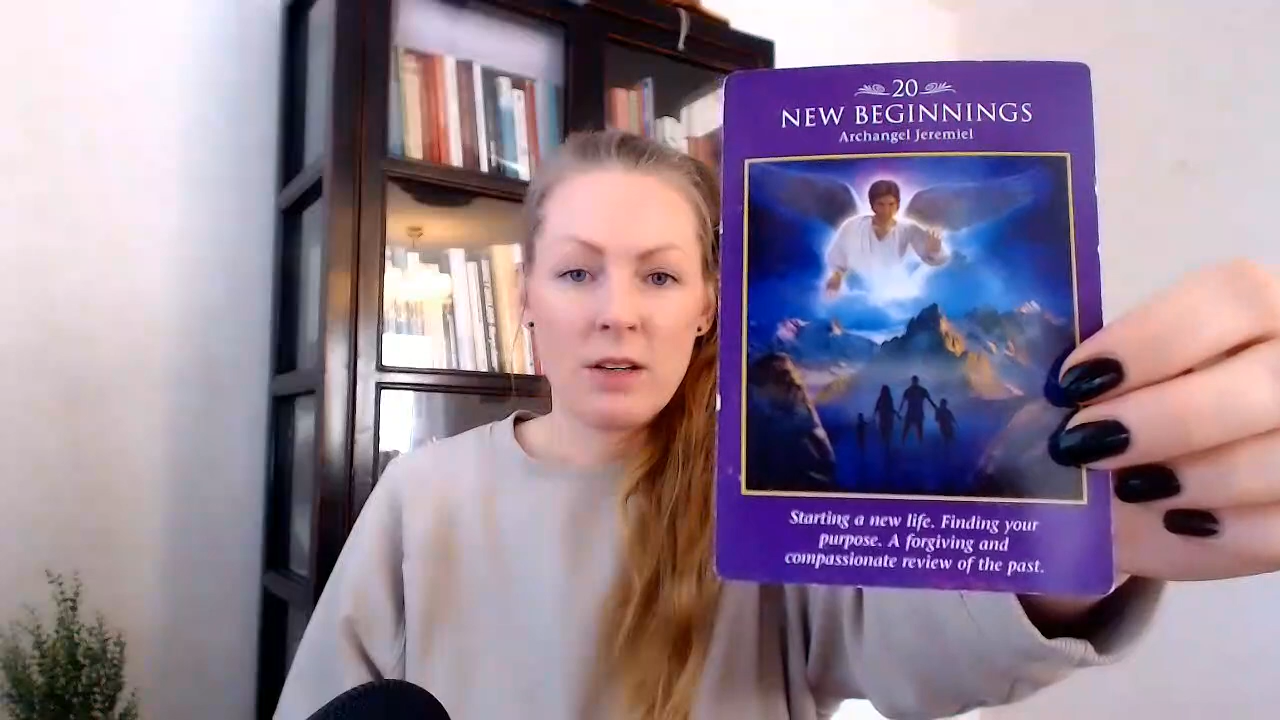 20
NEW BEGINNINGS
Archangel Jeremiel
Starting a new life. Finding your
purpose. A forgiving and
compassionate review of the past.